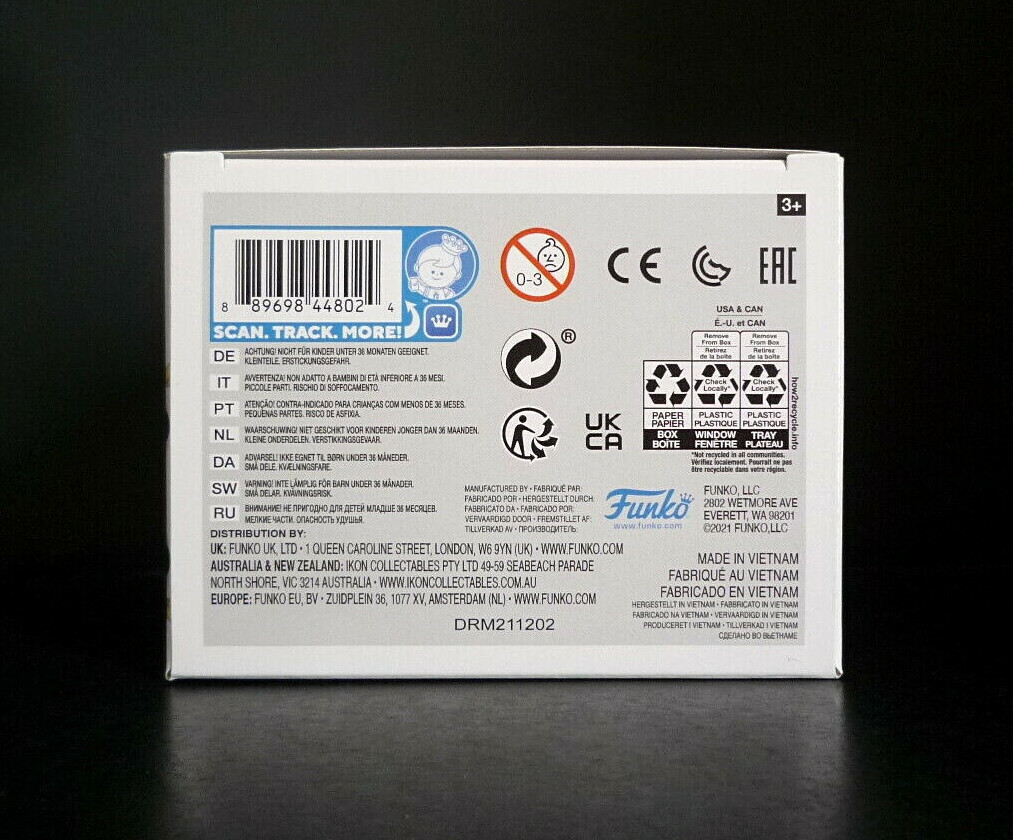 3+
8 89698 44802 4
SCAN. TRACK. MORE!
0-3
CE
EAC
®
UK
CA
USA & CAN
É.-U. et CAN
Remove From Box
Retirez de la boîte
Remove From Box
Retirez de la boîte
Check Locally*
Check Locally*
PAPER
PAPIER
BOX
BOÎTE
PLASTIC
PLASTIQUE
WINDOW
FENÊTRE
PLASTIC
PLASTIQUE
TRAY
PLATEAU
how2recycle.info
*Not recycled in all communities.
Vérifiez localement. Pourrait ne pas
être recyclable dans votre région.
DE ACHTUNG! NICHT FÜR KINDER UNTER 36 MONATEN GEEIGNET.
KLEINTEILE. ERSTICKUNGSGEFAHR.
IT AVVERTENZA! NON ADATTO A BAMBINI DI ETÀ INFERIORE A 36 MESI.
PICCOLE PARTI. RISCHIO DI SOFFOCAMENTO.
PT ATENÇÃO! CONTRA-INDICADO PARA CRIANÇAS COM MENOS DE 36 MESES.
PEQUENAS PARTES. RISCO DE ASFIXIA.
NL WAARSCHUWING! NIET GESCHIKT VOOR KINDEREN JONGER DAN 36 MAANDEN.
KLEINE ONDERDELEN. VERSTIKKINGSGEVAAR.
DA ADVARSEL! IKKE EGNET TIL BØRN UNDER 36 MÅNEDER.
SMÅ DELE. KVÆLNINGSFARE.
SW VARNING! INTE LÄMPLIG FÖR BARN UNDER 36 MÅNADER.
SMÅ DELAR. KVÄVNINGSRISK.
RU ВНИМАНИЕ! НЕ ПРИГОДНО ДЛЯ ДЕТЕЙ МЛАДШЕ 36 МЕСЯЦЕВ.
МЕЛКИЕ ЧАСТИ. ОПАСНОСТЬ УДУШЬЯ.
MANUFACTURED BY • FABRIQUÉ PAR:
FABRICADO POR • HERGESTELLT DURCH:
FABBRICATO DA • FABRICADO POR:
VERVAARDIGD DOOR • FREMSTILLET AF:
TILLVERKAD AV • ПРОИЗВОДИТЕЛЬ:
Funko
www.funko.com
FUNKO, LLC
2802 WETMORE AVE
EVERETT, WA 98201
©2021 FUNKO,LLC
DISTRIBUTION BY:
UK: FUNKO UK, LTD • 1 QUEEN CAROLINE STREET, LONDON, W6 9YN (UK) • WWW.FUNKO.COM
AUSTRALIA & NEW ZEALAND: IKON COLLECTABLES PTY LTD 49-59 SEABEACH PARADE
NORTH SHORE, VIC 3214 AUSTRALIA • WWW.IKONCOLLECTABLES.COM.AU
EUROPE: FUNKO EU, BV • ZUIDPLEIN 36, 1077 XV, AMSTERDAM (NL) • WWW.FUNKO.COM
DRM211202
MADE IN VIETNAM
FABRIQUÉ AU VIETNAM
FABRICADO EN VIETNAM
HERGESTELLT IN VIETNAM • FABBRICATO IN VIETNAM
FABRICADO NA VIETNAM • VERVAARDIGD IN VIETNAM
PRODUCERET I VIETNAM • TILLVERKAD I VIETNAM
СДЕЛАНО ВО ВЬЕТНАМЕ